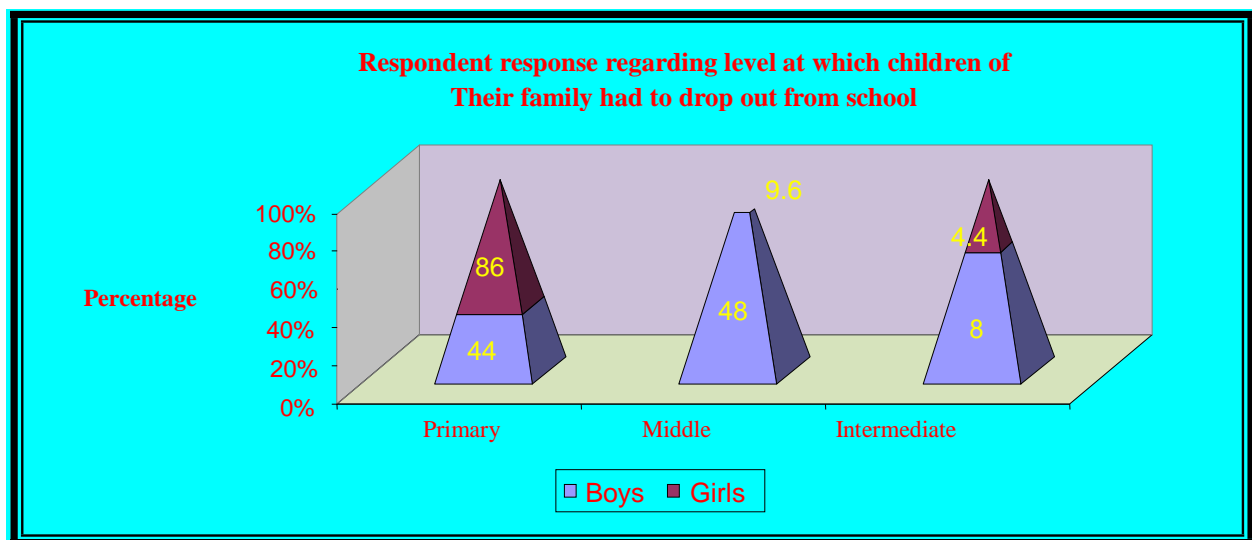 Respondent response regarding level at which children of
Their family had to drop out from school
Percentage
100%
80%
60%
40%
20%
0%
86
44
9.6
48
4.4
8
Primary
Middle
Intermediate
Boys
Girls